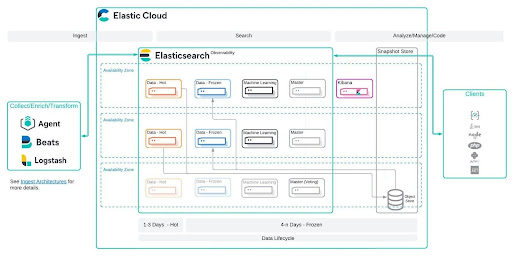 Elastic Cloud
Ingest
Search
Analyze/Manage/Code
Elasticsearch
Observability
Snapshot Store
Availability Zone
Data - Hot
Data - Frozen
Machine Learning
Master
Kibana
Collect/Enrich/Transform
Agent
Beats
Logstash
See Ingest Architectures for
more details.
Clients
php
Availability Zone
Data - Hot
Data - Frozen
Machine Learning
Master
Availability Zone
Data - Hot
Data - Frozen
Machine Learning
Master (Voting)
Object
Store
1-3 Days - Hot
4-n Days - Frozen
Data Lifecycle